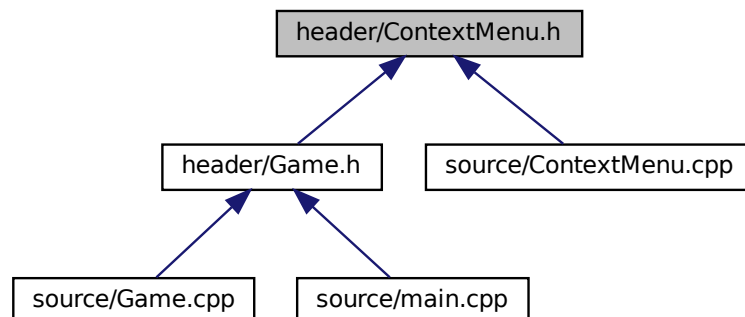 header/ContextMenu.h
header/Game.h
source/ContextMenu.cpp
source/Game.cpp
source/main.cpp